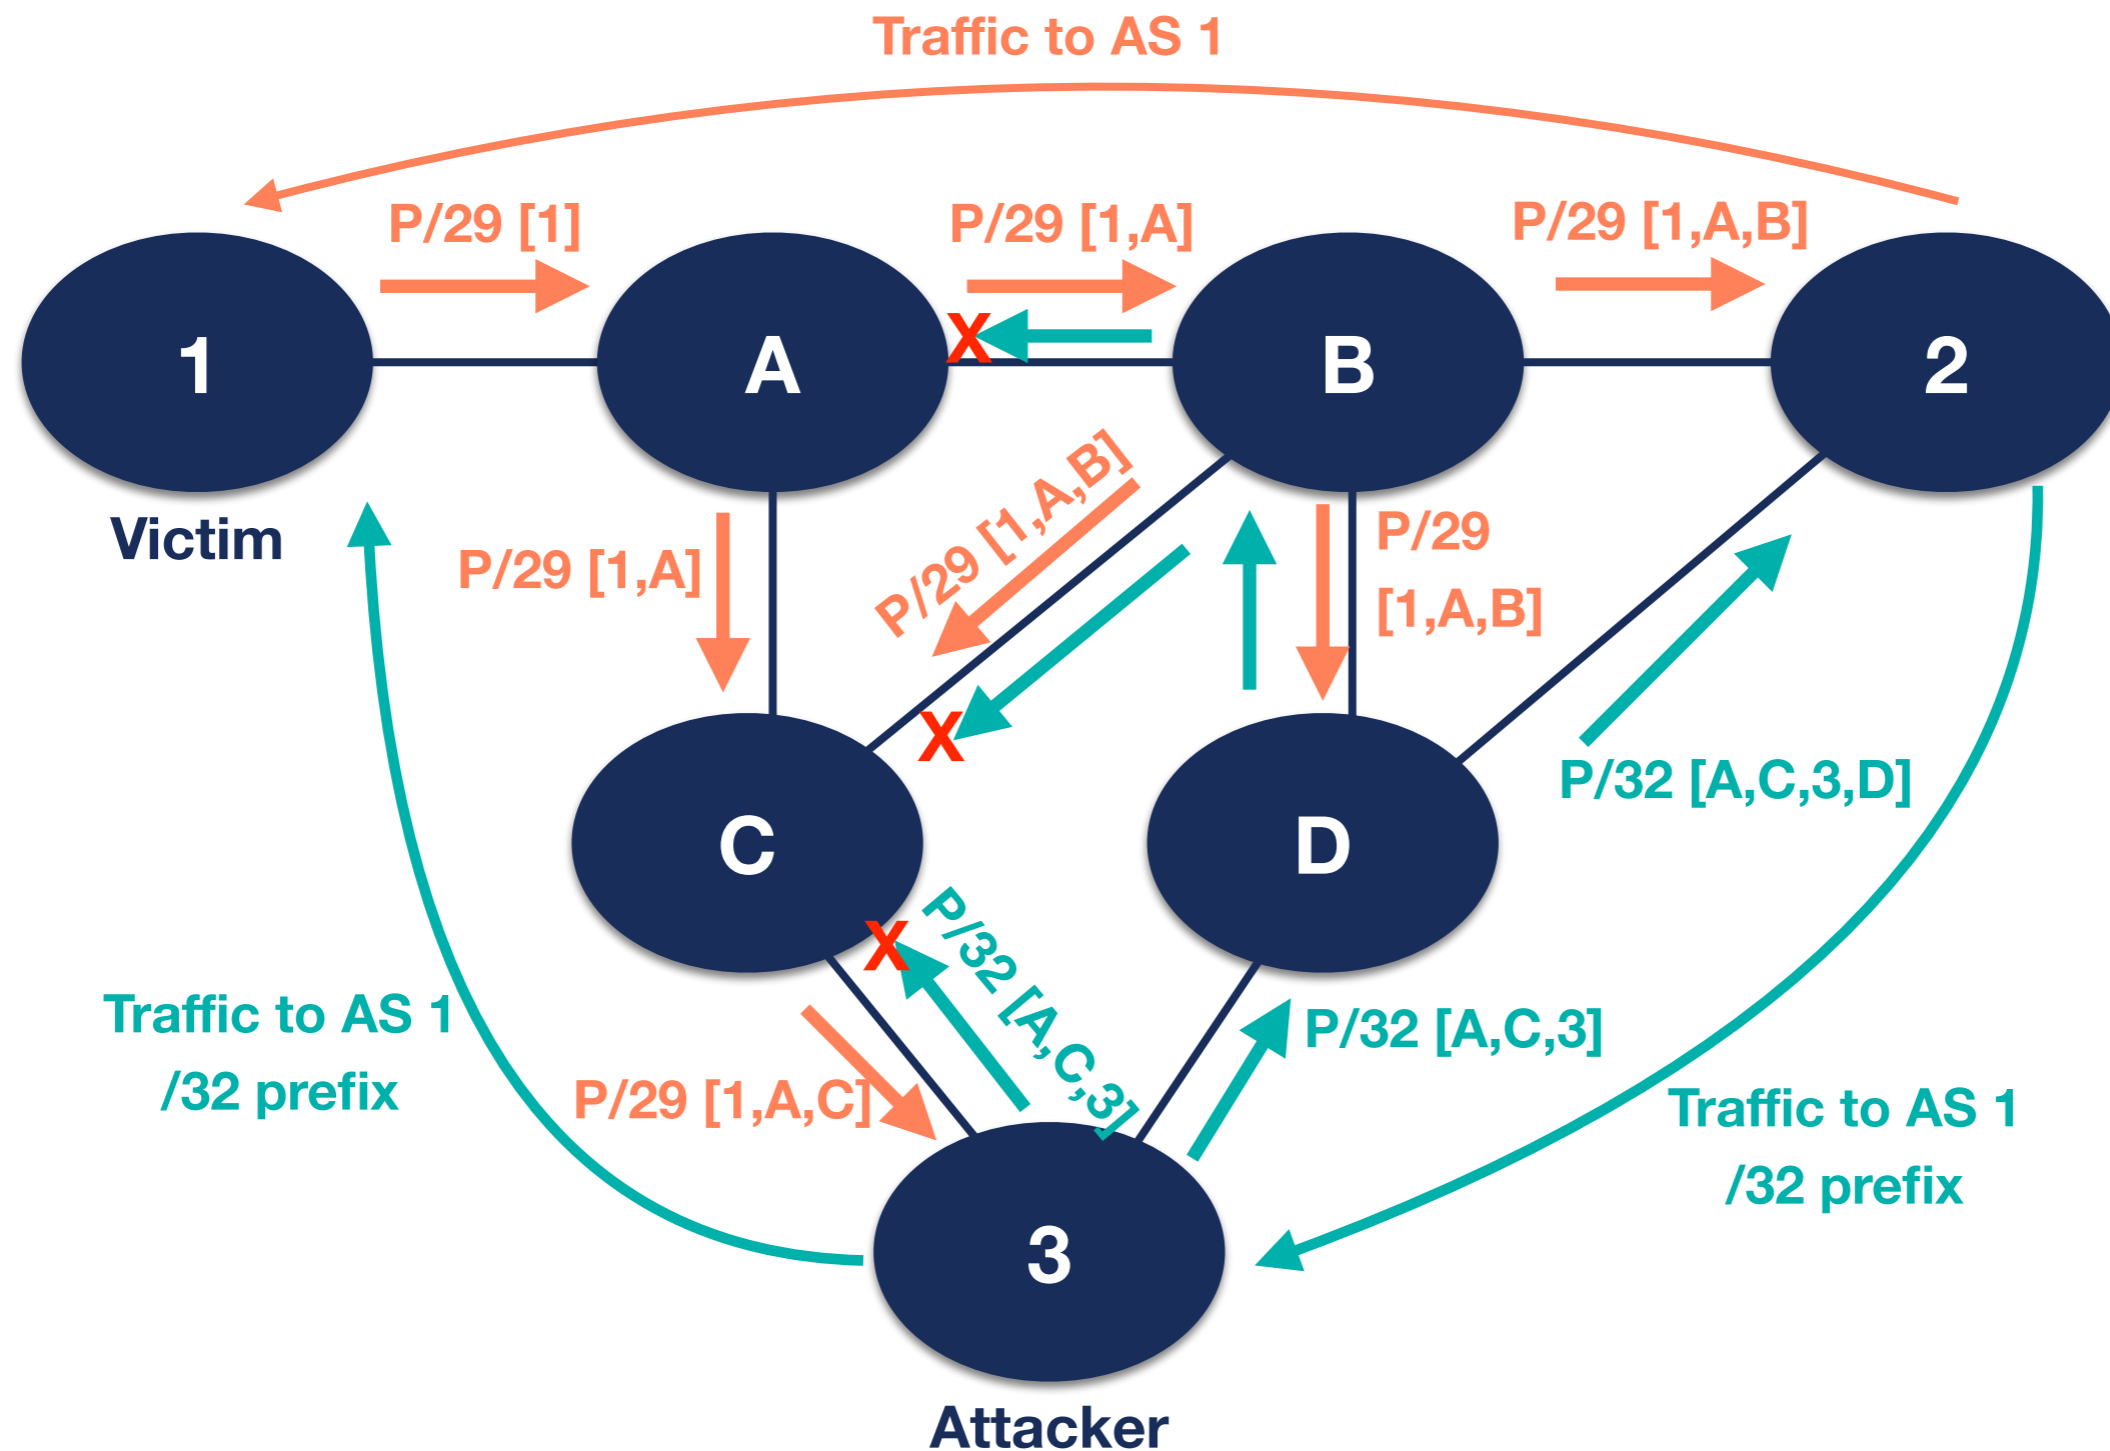 Traffic to AS 1
P/29 [1]
P/29 [1,A]
P/29 [1,A,B]
X
1
A
B
2
Victim
P/29 [1,A]
P/29 [1,A,B]
P/29
[1,A,B]
X
P/32 [A,C,3,D]
C
D
X
P/32 [A,C,3]
Traffic to AS 1
/32 prefix
P/29 [1,A,C]
P/32 [A,C,3]
Traffic to AS 1
/32 prefix
3
Attacker